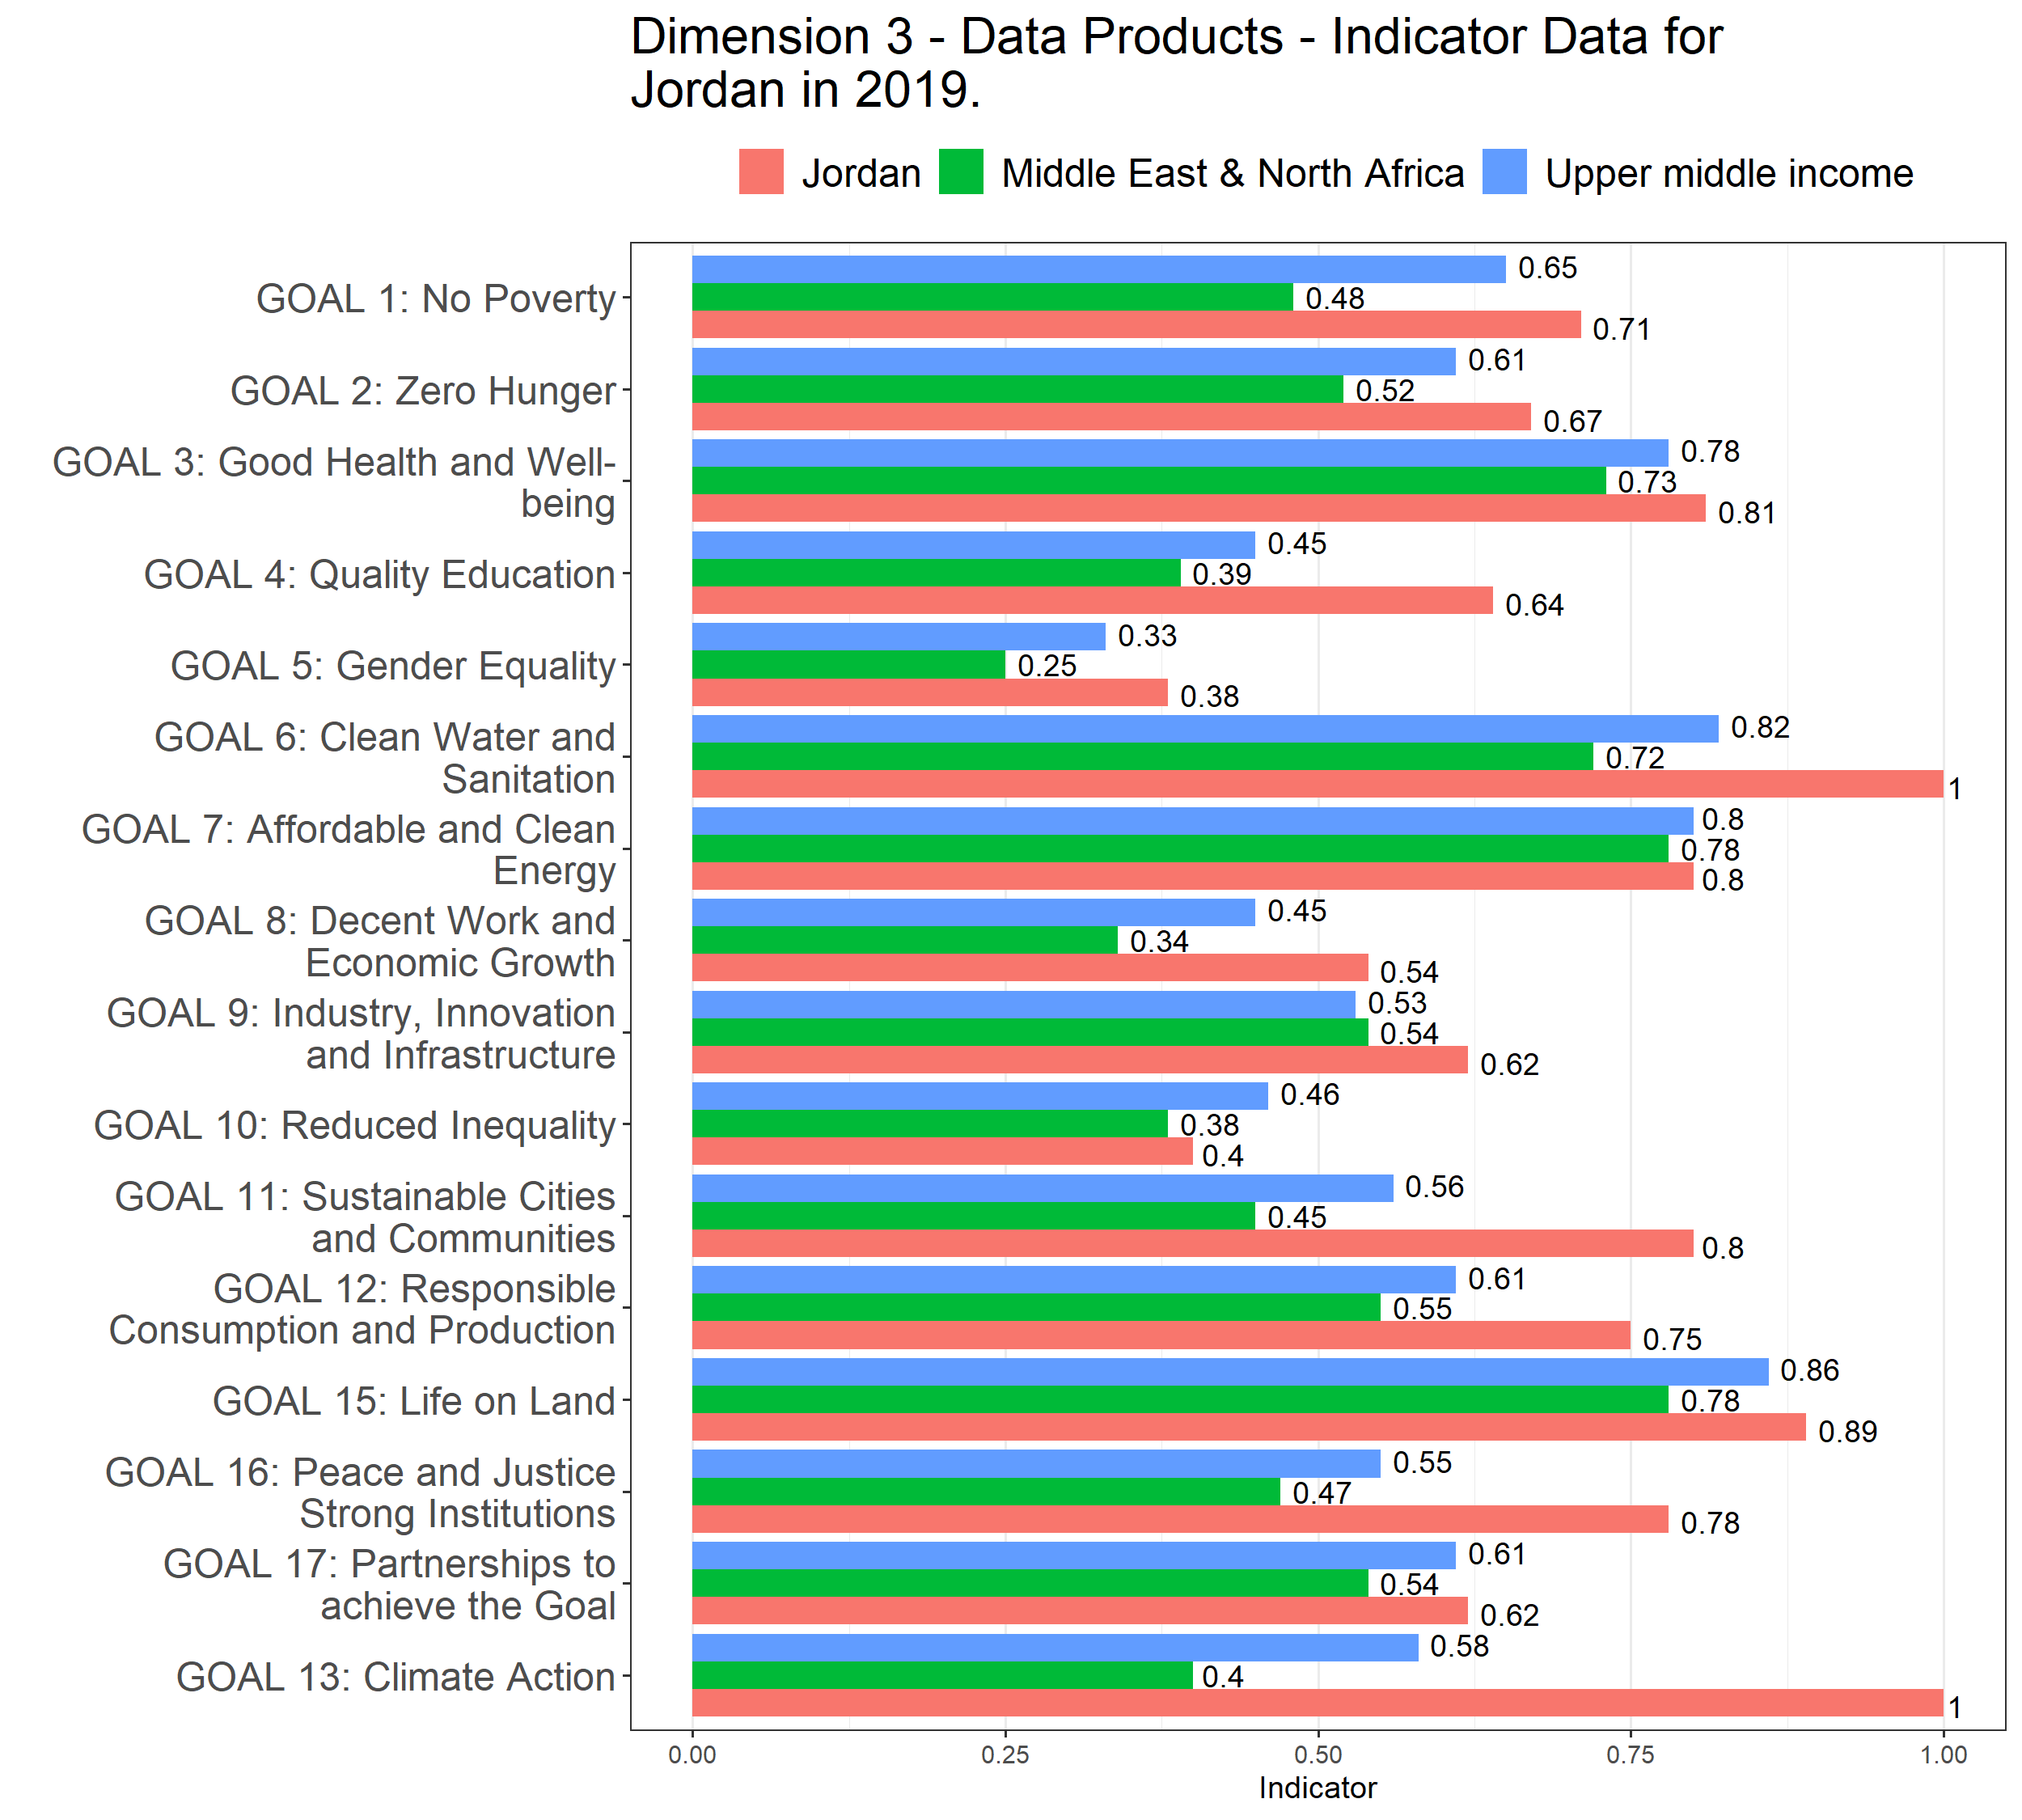 Dimension 3 - Data Products - Indicator Data for
Jordan in 2019.
Jordan
Middle East & North Africa
Upper middle income
GOAL 1: No Poverty
0.65
0.48
0.71
GOAL 2: Zero Hunger
0.61
0.52
0.67
GOAL 3: Good Health and Well-
being
0.78
0.73
0.81
GOAL 4: Quality Education
0.45
0.39
0.64
GOAL 5: Gender Equality
0.33
0.25
0.38
GOAL 6: Clean Water and
Sanitation
0.82
0.72
1
GOAL 7: Affordable and Clean
Energy
0.8
0.78
0.8
GOAL 8: Decent Work and
Economic Growth
0.45
0.34
0.54
GOAL 9: Industry, Innovation
and Infrastructure
0.53
0.54
0.62
GOAL 10: Reduced Inequality
0.46
0.38
0.4
GOAL 11: Sustainable Cities
and Communities
0.56
0.45
0.8
GOAL 12: Responsible
Consumption and Production
0.61
0.55
0.75
GOAL 15: Life on Land
0.86
0.78
0.89
GOAL 16: Peace and Justice
Strong Institutions
0.55
0.47
0.78
GOAL 17: Partnerships to
achieve the Goal
0.61
0.54
0.62
GOAL 13: Climate Action
0.58
0.4
1
0.00
0.25
0.50
0.75
1.00
Indicator